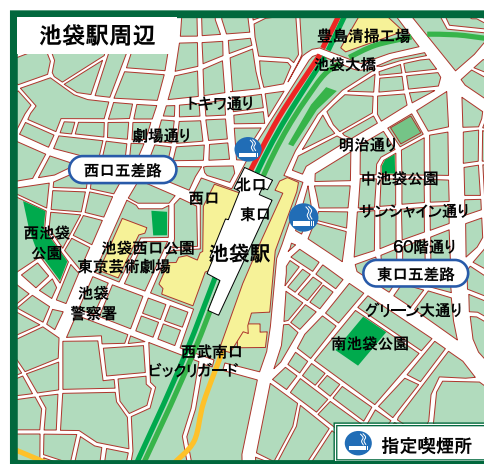 池袋駅周辺
豊島清掃工場
池袋大橋
トキワ通り
劇場通り
明治通り
西口五差路
北口
中池袋公園
西口
東口
サンシャイン通り
西池袋
公園
池袋西口公園
池袋駅
60階通り
東京芸術劇場
東口五差路
池袋
警察署
グリーン大通り
西武南口
南池袋公園
ビックリガード
指定喫煙所